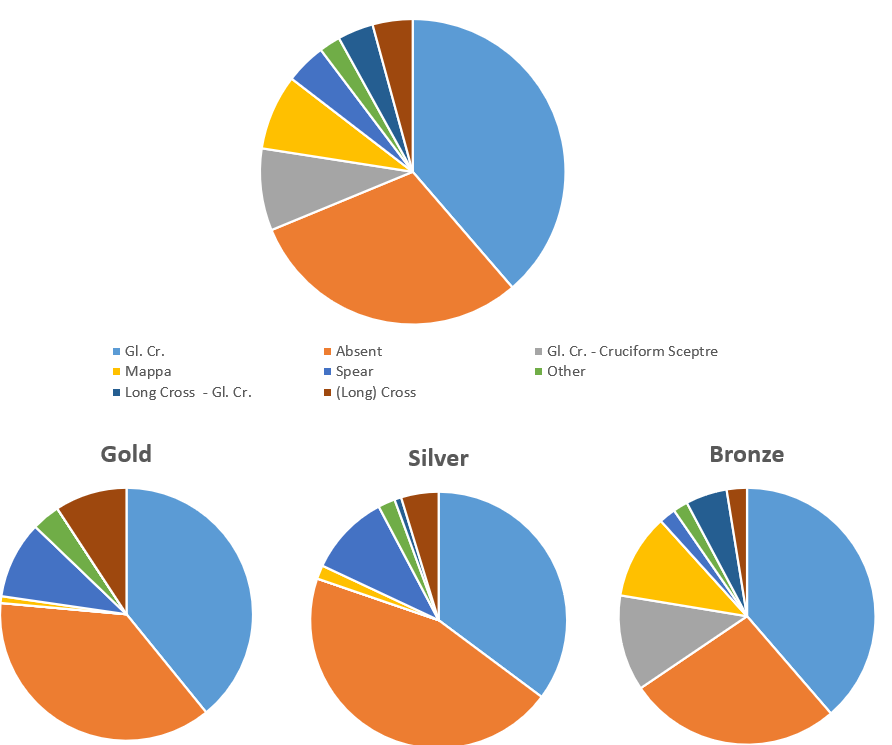 Gl. Cr. Absent Gl. Cr. - Cruciform Sceptre
Mappa Spear Other
Long Cross - Gl. Cr. (Long) Cross
Gold Silver Bronze